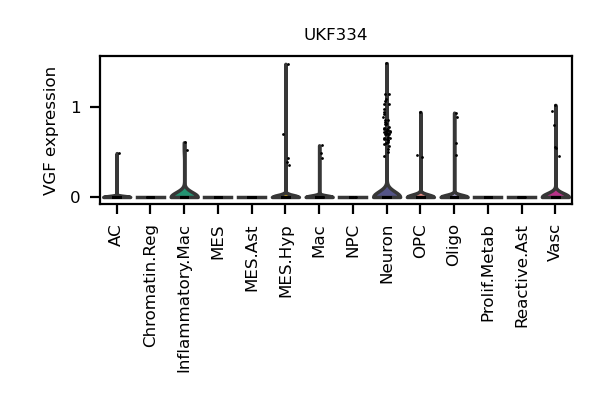 UKF334
VGF expression
1
0
AC
Chromatin.Reg
Inflammatory.Mac
MES
MES.Ast
MES.Hyp
Mac
NPC
Neuron
OPC
Oligo
Prolif.Metab
Reactive.Ast
Vasc